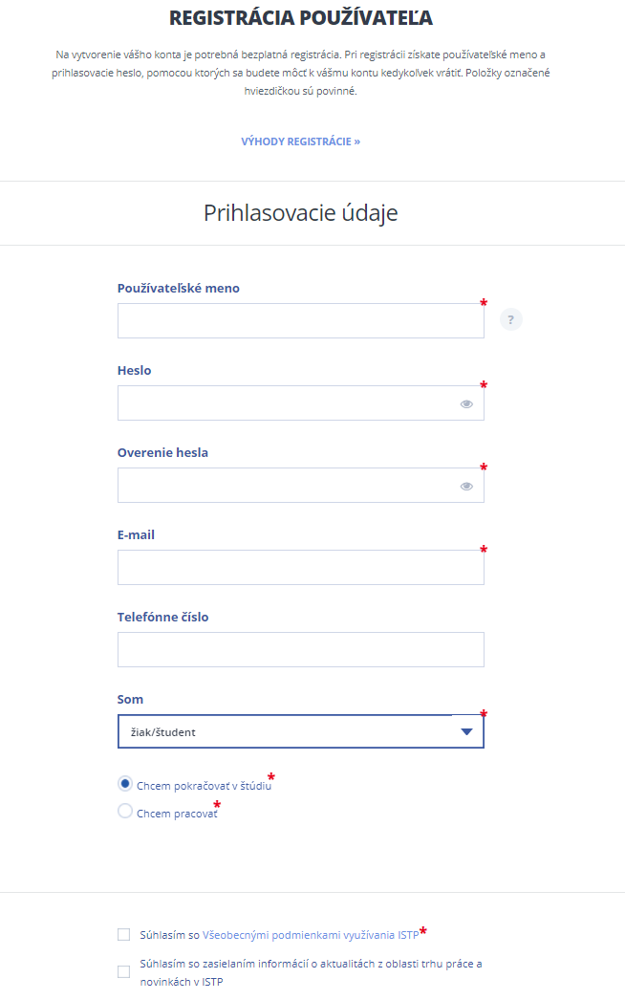 REGISTRÁCIA POUŽÍVATEĽA
Na vytvorenie vášho konta je potrebná bezplatná registrácia. Pri registrácii získate používateľské meno a
prihlasovacie heslo, pomocou ktorých sa budete môcť k vášmu kontu kedykoľvek vrátiť. Položky označené
hviezdičkou sú povinné.
VÝHODY REGISTRÁCIE »
Prihlasovacie údaje
Používateľské meno
*
?
Heslo
*
Overenie hesla
*
E-mail
*
Telefónne číslo
Som
*
žiak/študent
Chcem pokračovať v štúdiu*
Chcem pracovať*
Súhlasím so Všeobecnými podmienkami využívania ISTP*
Súhlasím so zasielaním informácií o aktualitách z oblasti trhu práce a
novinkách v ISTP